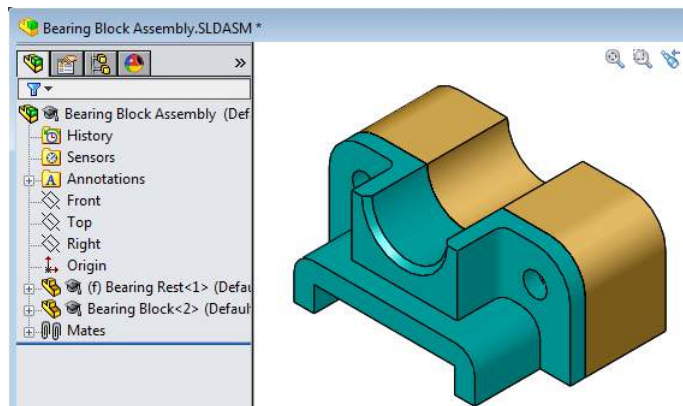 Bearing Block Assembly.SLDASM *
»
Bearing Block Assembly (Def
History
Sensors
A Annotations
Front
Top
Right
Origin
(f) Bearing Rest<1> (Defau
Bearing Block<2> (Default
Mates